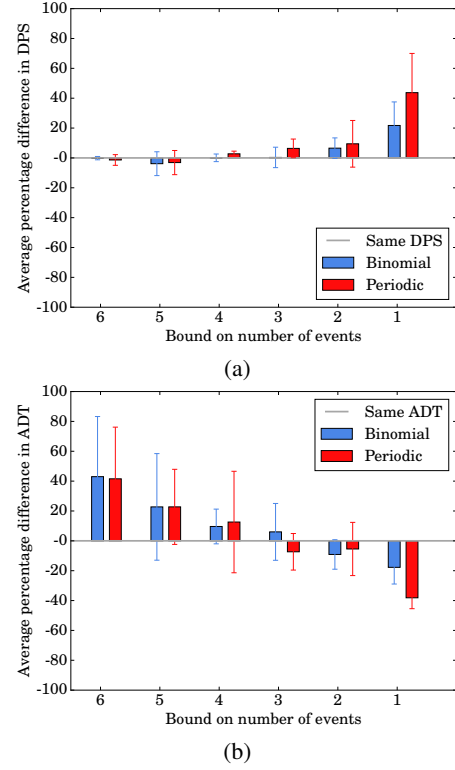 Average percentage difference in DPS
100
80
60
40
20
-0
-20
-40
-60
-80
-100
Same DPS
Binomial
Periodic
6 5 4 3 2 1
Bound on number of events
(a)
Average percentage difference in ADT
100
80
60
40
20
-0
-20
-40
-60
-80
-100
Same ADT
Binomial
Periodic
6 5 4 3 2 1
Bound on number of events
(b)